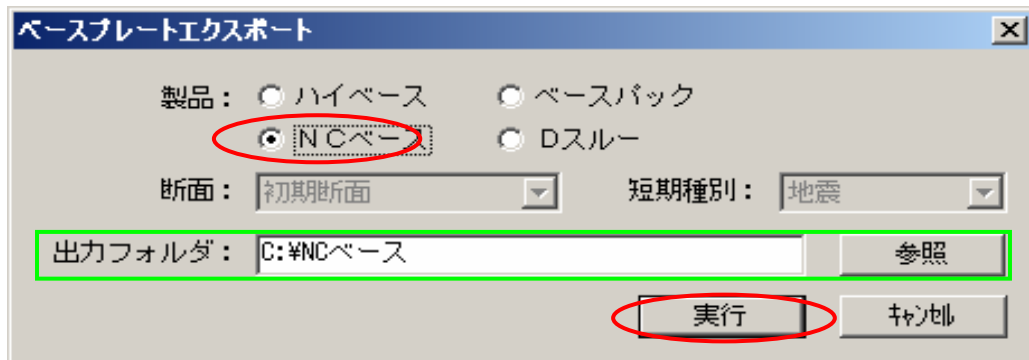 ベースプレートエクスポート
製品： ハイベース ベースパック
ＮＣベース Ｄスルー
断面： 初期断面 短期種別： 地震
出力フォルダ： C:¥NCベース 参照
実行 ｷｬﾝｾﾙ